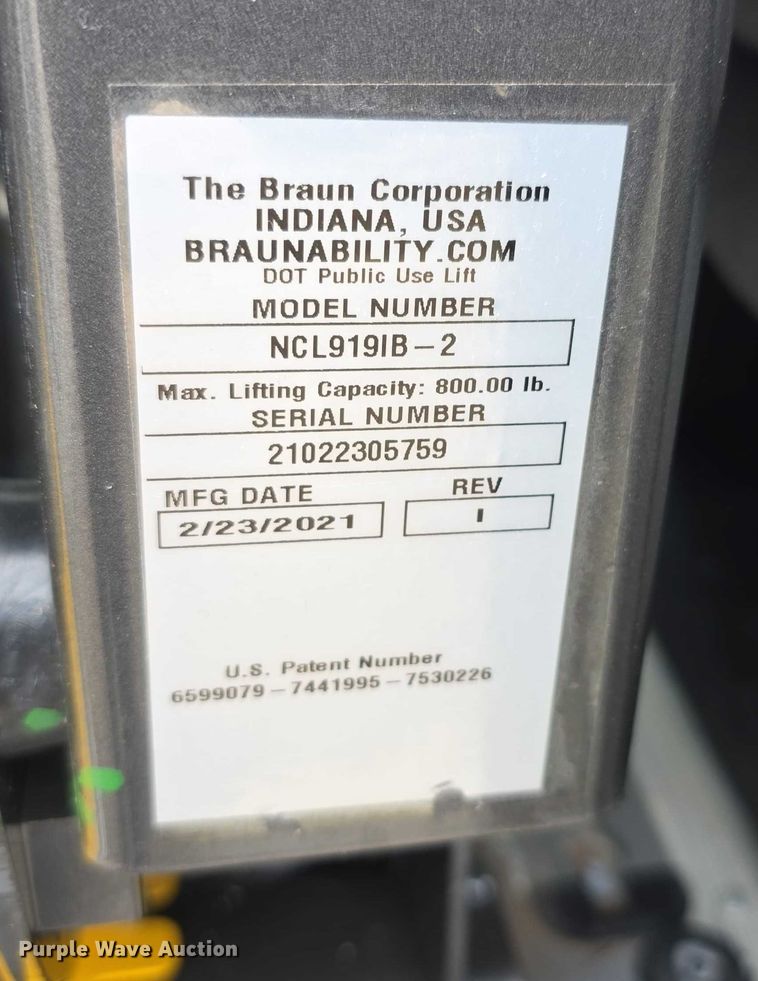 The Braun Corporation
INDIANA, USA
BRAUNABILITY.COM
DOT Public Use Lift
MODEL NUMBER
NCL919IB-2
Max. Lifting Capacity: 800.00 lb.
SERIAL NUMBER
21022305759
MFG DATE REV
2/23/2021 I
U.S. Patent Number
6599079-7441995-7530226
Purple Wave Auction